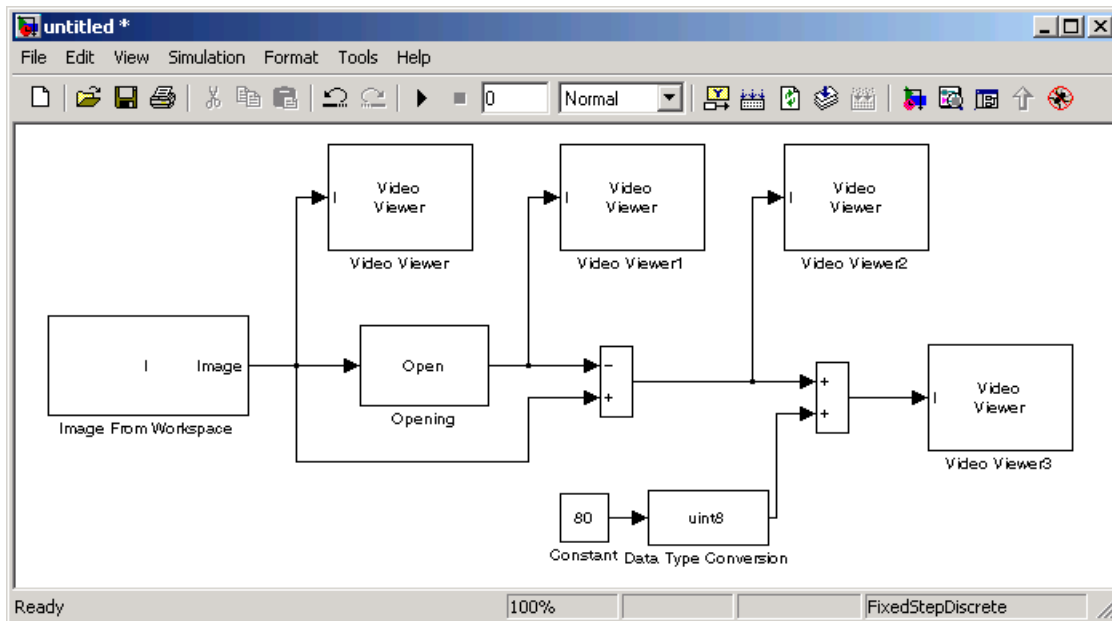 untitled *
File Edit View Simulation Format Tools Help
0 Normal
Video
Viewer
Video
Viewer
Video
Viewer
I
I
I
Video Viewer
Video Viewer1
Video Viewer2
I Image
Open
-
+
+
+
I
Video
Viewer
Image From Workspace
Opening
Video Viewer3
80
uint8
Constant
Data Type Conversion
Ready 100% FixedStepDiscrete